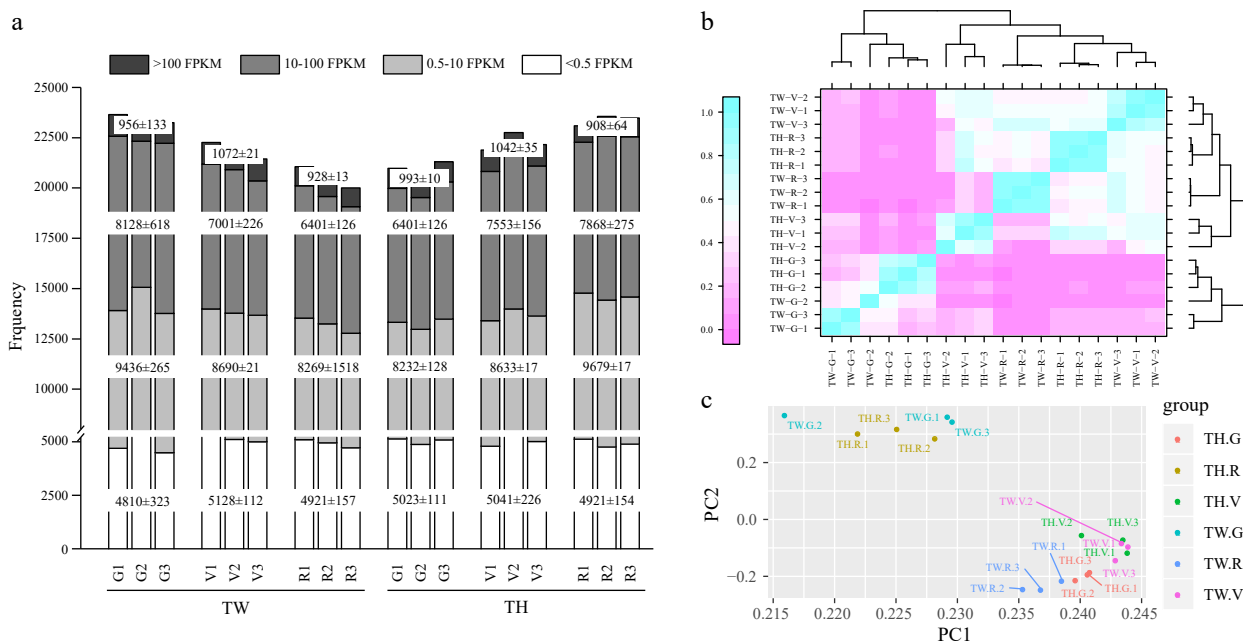 a
>100 FPKM 10-100 FPKM 0.5-10 FPKM <0.5 FPKM
Frquency
25000
22500
20000
17500
15000
12500
10000
5000
2500
0
956±133 1072±21 928±13 993±10 1042±35 908±64
8128±618 7001±226 6401±126 6401±126 7553±156 7868±275
9436±265 8690±21 8269±1518 8232±128 8633±17 9679±17
4810±323 5128±112 4921±157 5023±111 5041±226 4921±154
G1 G2 G3 V1 V2 V3 R1 R2 R3 G1 G2 G3 V1 V2 V3 R1 R2 R3
TW TH
b
1.0
0.8
0.6
0.4
0.2
0.0
TW-V-2
TW-V-1
TW-V-3
TH-R-3
TH-R-2
TH-R-1
TW-R-3
TW-R-2
TW-R-1
TH-V-3
TH-V-1
TH-V-2
TH-G-3
TH-G-1
TH-G-2
TW-G-2
TW-G-3
TW-G-1
TW-G-1 TW-G-3 TW-G-2 TH-G-2 TH-G-1 TH-G-3 TH-V-2 TH-V-1 TH-V-3 TW-R-1 TW-R-2 TW-R-3 TH-R-1 TH-R-2 TH-R-3 TW-V-3 TW-V-1 TW-V-2
c
PC2
0.2
0.0
−0.2
TW.G.2
TH.R.3
TH.R.1
TH.R.2
TW.G.1
TW.G.3
TW.V.2
TH.V.2
TH.V.3
TW.V.1
TH.V.1
TW.V.3
TW.R.1
TW.R.3
TW.R.2
TH.G.3
TH.G.2
TH.G.1
0.215 0.220 0.225 0.230 0.235 0.240 0.245
PC1
group
TH.G
TH.R
TH.V
TW.G
TW.R
TW.V